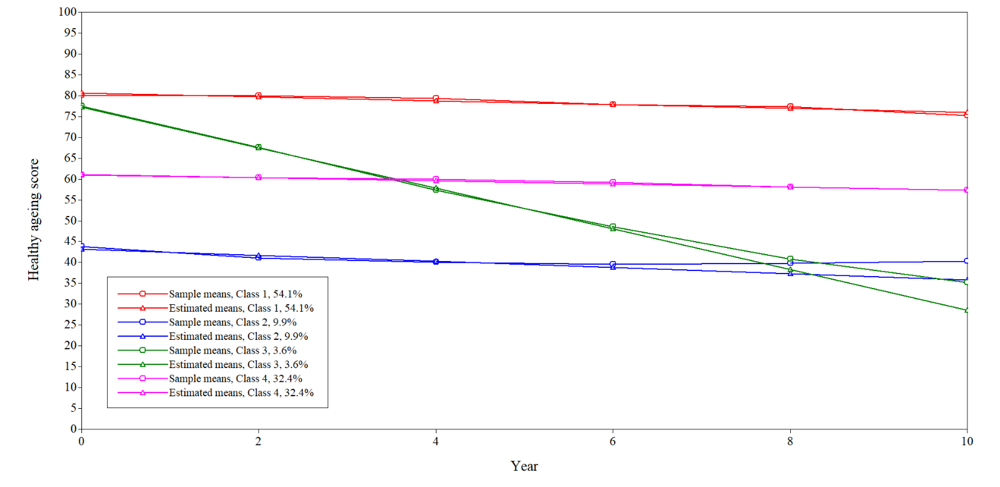 100
95
90
85
80
75
70
65
60
55
50
45
40
35
30
25
20
15
10
5
0
Healthy ageing score
Sample means, Class 1, 54.1%
Estimated means, Class 1, 54.1%
Sample means, Class 2, 9.9%
Estimated means, Class 2, 9.9%
Sample means, Class 3, 3.6%
Estimated means, Class 3, 3.6%
Sample means, Class 4, 32.4%
Estimated means, Class 4, 32.4%
0 2 4 6 8 10
Year